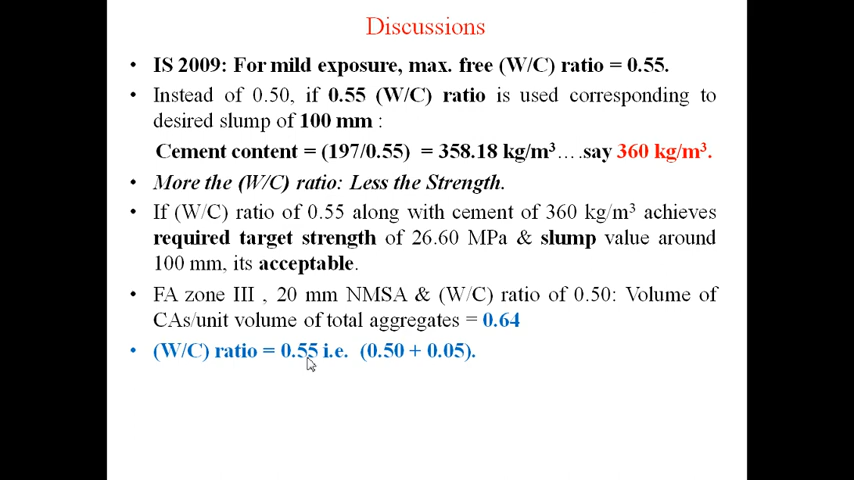 Discussions
• IS 2009: For mild exposure, max. free (W/C) ratio = 0.55.
• Instead of 0.50, if 0.55 (W/C) ratio is used corresponding to
desired slump of 100 mm :
Cement content = (197/0.55) = 358.18 kg/m³….say 360 kg/m³.
• More the (W/C) ratio: Less the Strength.
• If (W/C) ratio of 0.55 along with cement of 360 kg/m³ achieves
required target strength of 26.60 MPa & slump value around
100 mm, its acceptable.
• FA zone III , 20 mm NMSA & (W/C) ratio of 0.50: Volume of
CAs/unit volume of total aggregates = 0.64
• (W/C) ratio = 0.55 i.e. (0.50 + 0.05).